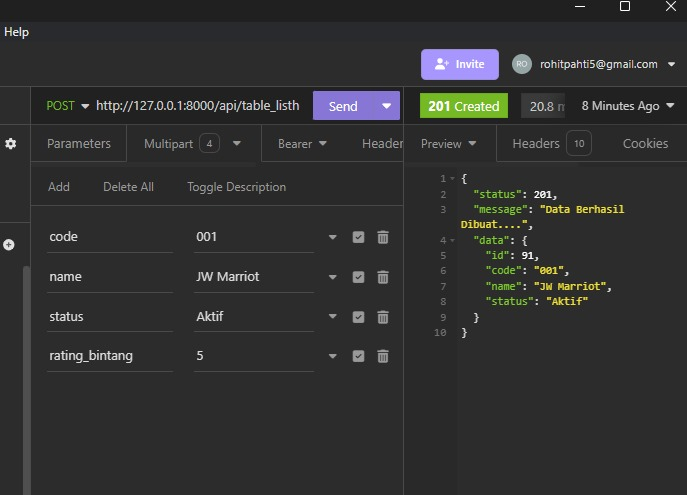 Help
Invite
RO
rohitpahti5@gmail.com
POST
http://127.0.0.1:8000/api/table_listh
Send
201 Created
20.8 m
8 Minutes Ago
Parameters
Multipart 4
Bearer
Header
Preview
Headers 10
Cookies
Add
Delete All
Toggle Description
code 001
name JW Marriot
status Aktif
rating_bintang 5
1 {
2 "status": 201,
3 "message": "Data Berhasil
Dibuat....",
4 "data": {
5 "id": 91,
6 "code": "001",
7 "name": "JW Marriot",
8 "status": "Aktif"
9 }
10 }